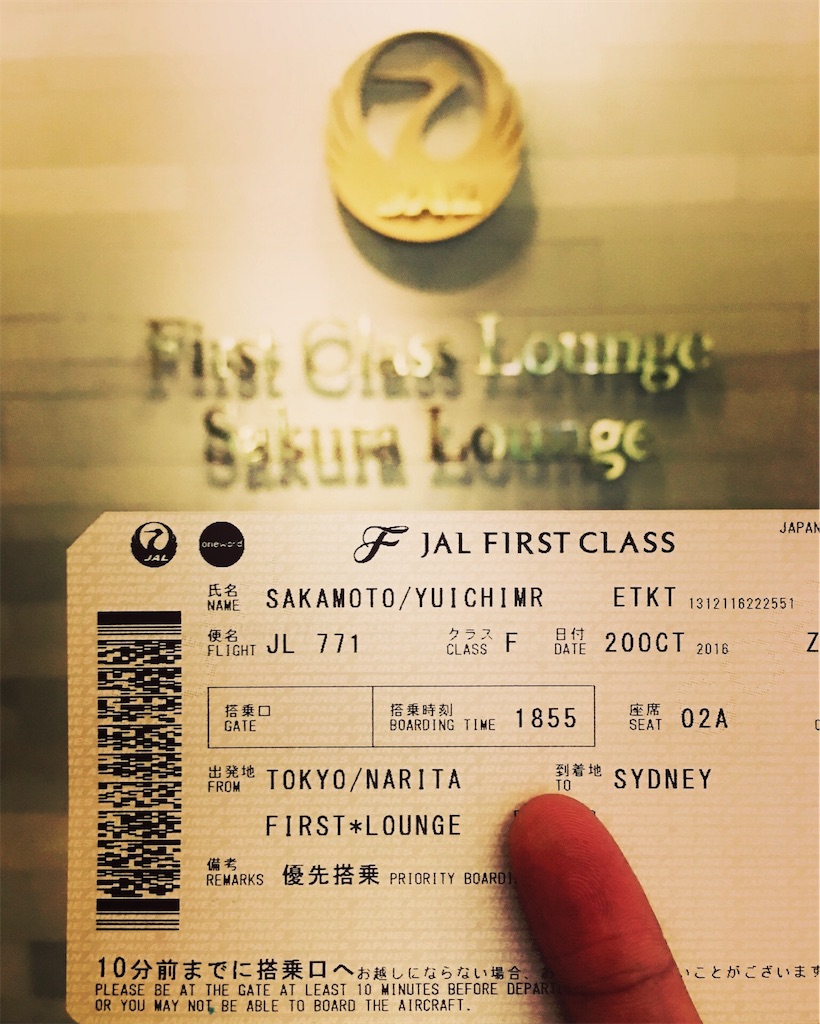 First Class Lounge
Sakura Lounge
JAL
oneworld
JAL FIRST CLASS
JAPAN
氏名
NAME SAKAMOTO/YUICHIMR ETKT 1312116222551
便名
FLIGHT JL 771 クラス CLASS F 日付 DATE 20OCT 2016 Z
搭乗口
GATE
搭乗時刻
BOARDING TIME 1855
座席
SEAT 02A
出発地
FROM TOKYO/NARITA
到着地
TO SYDNEY
FIRST*LOUNGE
備考
REMARKS 優先搭乗 PRIORITY BOARDI
10分前までに搭乗口へお越しにならない場合、 いことがございます
PLEASE BE AT THE GATE AT LEAST 10 MINUTES BEFORE DEPAR
OR YOU MAY NOT BE ABLE TO BOARD THE AIRCRAFT.